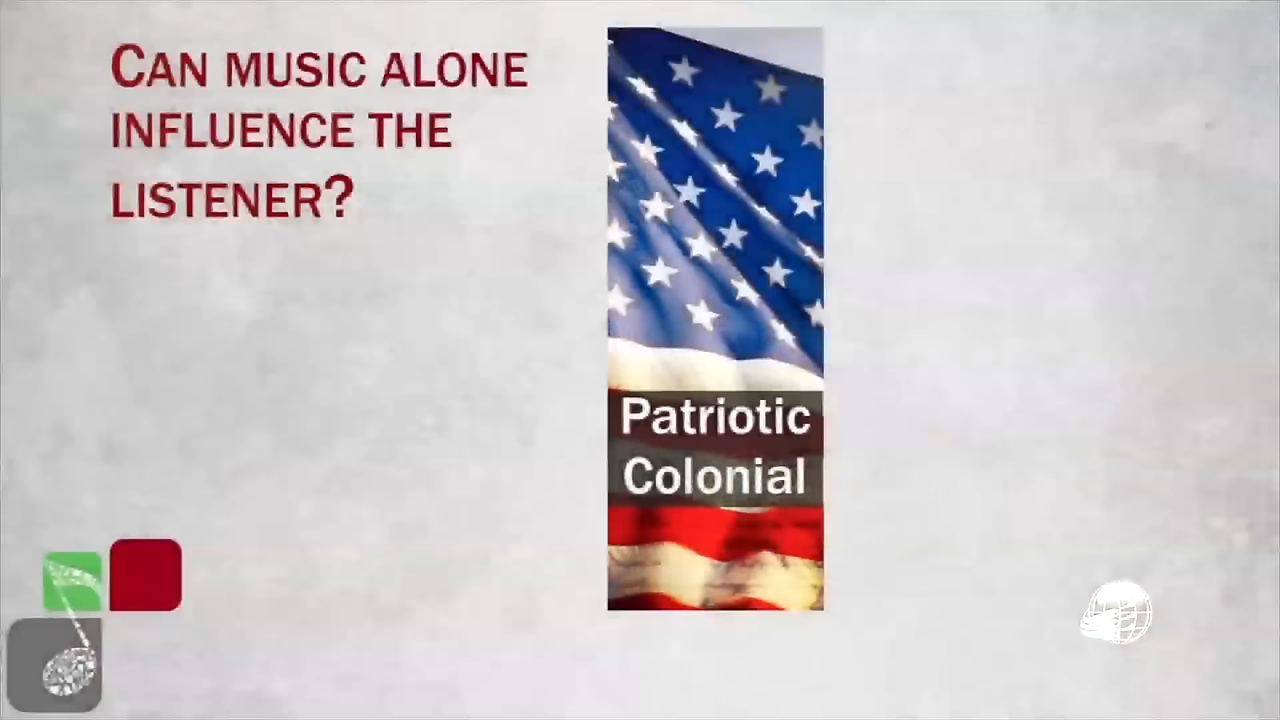 CAN MUSIC ALONE
INFLUENCE THE
LISTENER?
Patriotic
Colonial